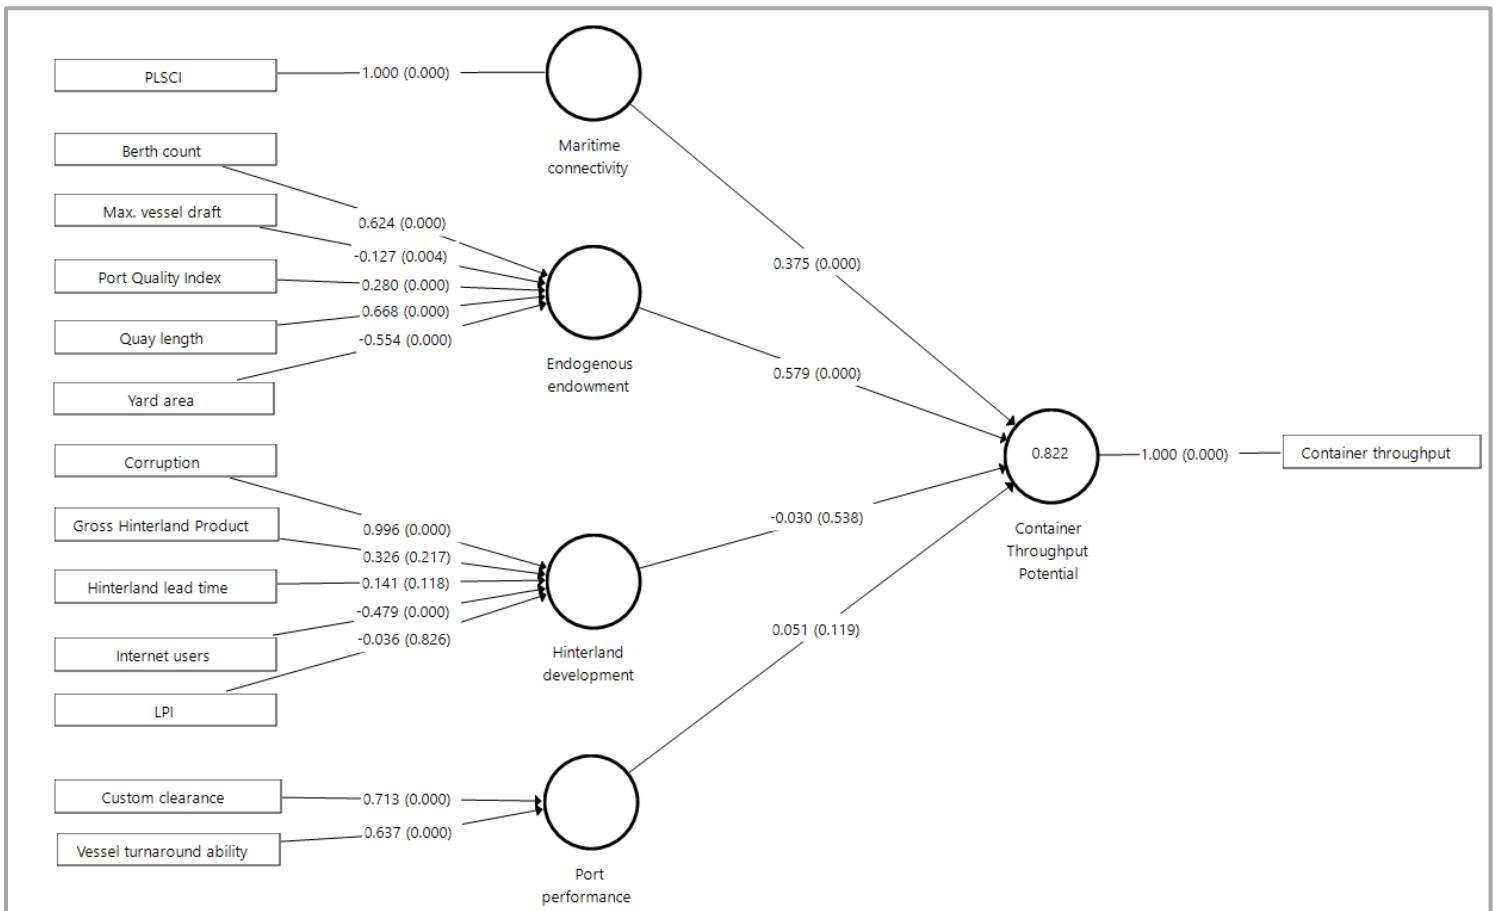 PLSCI
1.000 (0.000)
Maritime
connectivity
Berth count
Max. vessel draft
Port Quality Index
Quay length
Yard area
0.624 (0.000)
-0.127 (0.004)
0.280 (0.000)
0.668 (0.000)
-0.554 (0.000)
Endogenous
endowment
Corruption
Gross Hinterland Product
Hinterland lead time
Internet users
LPI
0.996 (0.000)
0.326 (0.217)
0.141 (0.118)
-0.479 (0.000)
-0.036 (0.826)
Hinterland
development
Custom clearance
Vessel turnaround ability
0.713 (0.000)
0.637 (0.000)
Port
performance
0.375 (0.000)
0.579 (0.000)
-0.030 (0.538)
0.051 (0.119)
0.822
Container
Throughput
Potential
1.000 (0.000)
Container throughput